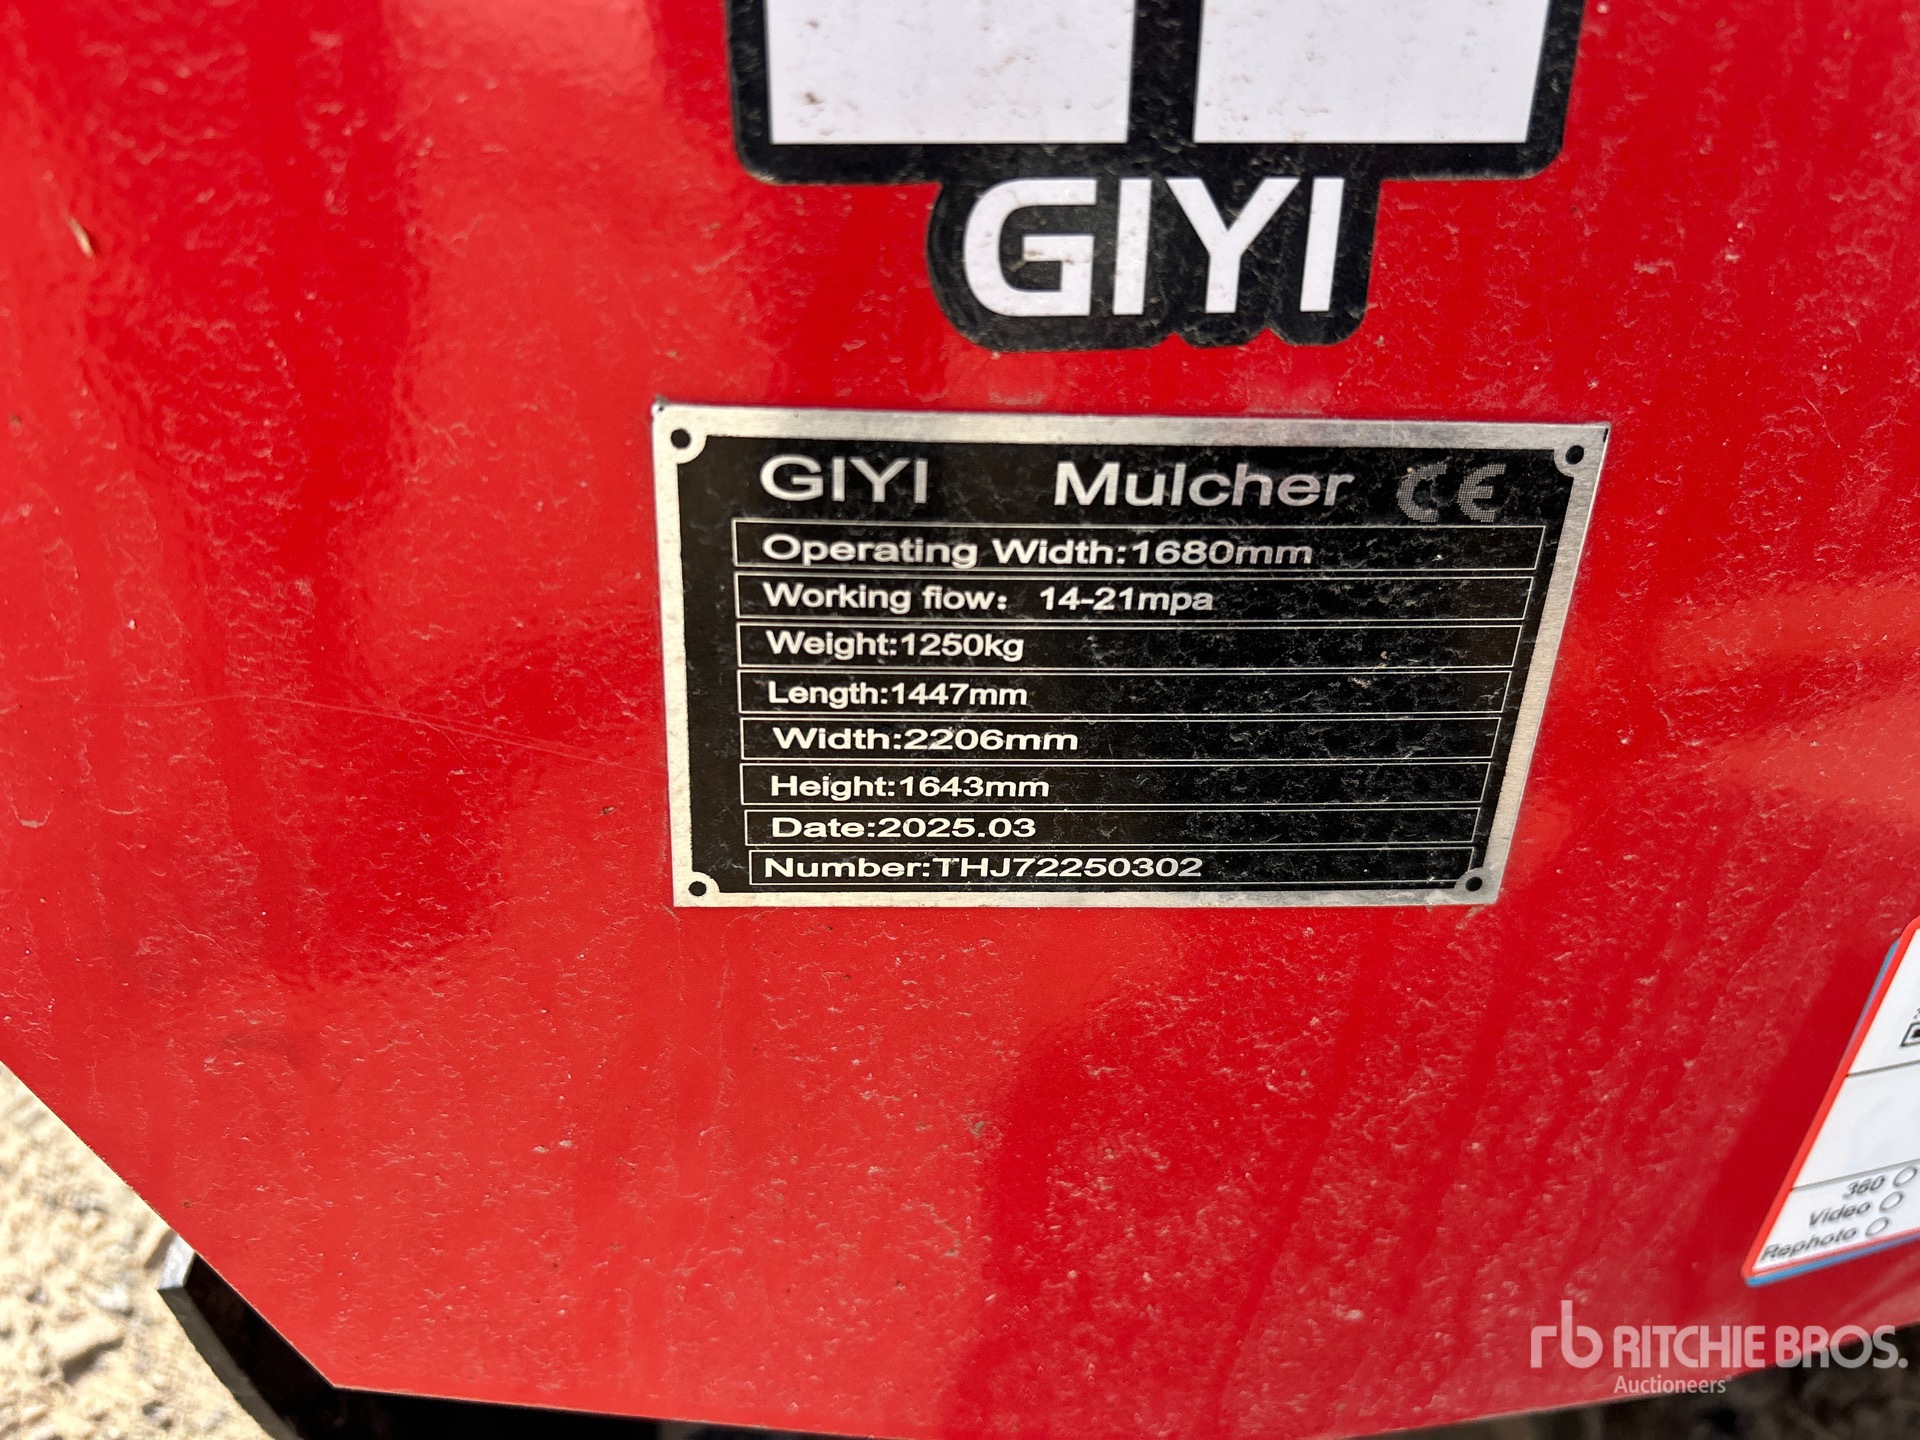 GIYI
GIYI Mulcher CE
Operating Width:1680mm
Working flow： 14-21mpa
Weight:1250kg
Length:1447mm
Width:2206mm
Height:1643mm
Date:2025.03
Number:THJ72250302
360
Video
Rephoto
rb RITCHIE BROS.
Auctioneers